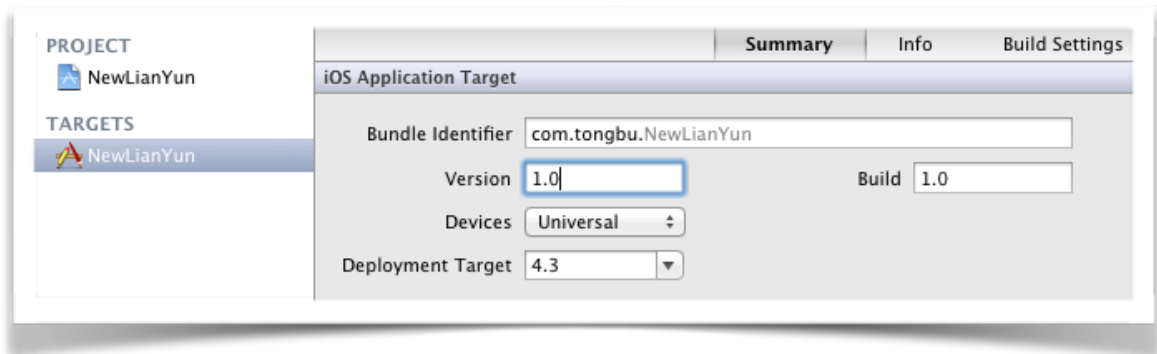 PROJECT
NewLianYun
TARGETS
NewLianYun
Summary Info Build Settings
iOS Application Target
Bundle Identifier com.tongbu.NewLianYun
Version 1.0 Build 1.0
Devices Universal
Deployment Target 4.3